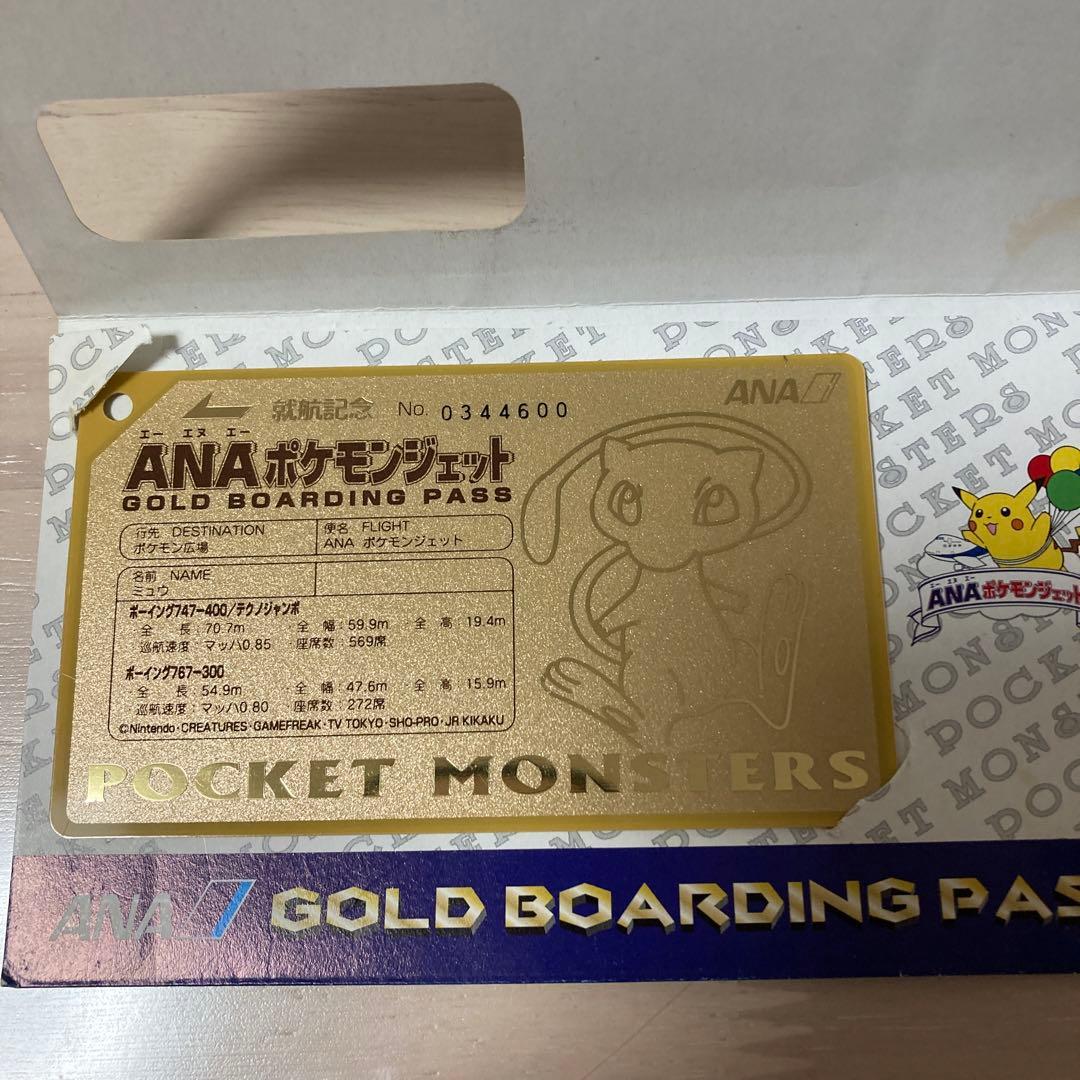 就航記念 No. 0344600
ANA
エー エヌ エー
ANAポケモンジェット
GOLD BOARDING PASS
行先 DESTINATION
ポケモン広場
便名 FLIGHT
ANA ポケモンジェット
名前 NAME
ミュウ
ボーイング747-400/テクノジャンボ
全長:70.7m 全幅:59.9m 全高:19.4m
巡航速度:マッハ0.85 座席数:569席
ボーイング767-300
全長:54.9m 全幅:47.6m 全高:15.9m
巡航速度:マッハ0.80 座席数:272席
©Nintendo・CREATURES・GAMEFREAK・TV TOKYO・SHO-PRO・JR KIKAKU
POCKET MONSTERS
エー エヌ エー
ANAポケモンジェット
ANA GOLD BOARDING PAS